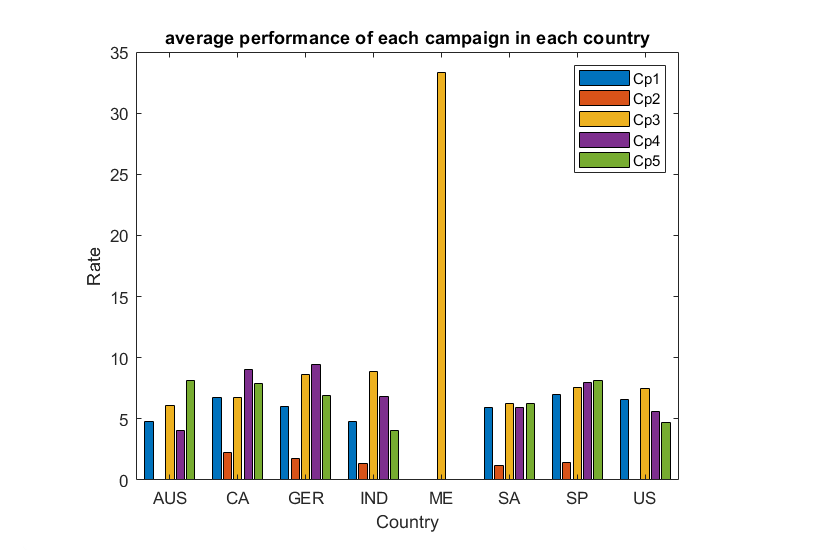 average performance of each campaign in each country
35
30
25
20
15
10
5
0
Rate
Cp1
Cp2
Cp3
Cp4
Cp5
AUS CA GER IND ME SA SP US
Country